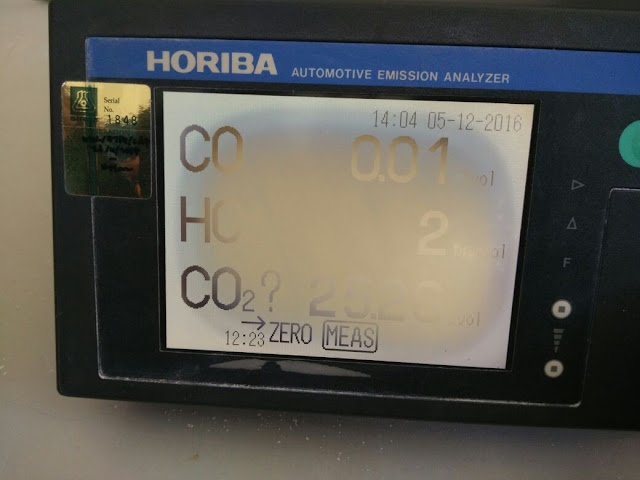 HORIBA AUTOMOTIVE EMISSION ANALYZER
Serial
No.
1848
14:04 05-12-2016
CO 0.01 vol
HC 2 vol
CO2?
12:23 →ZERO MEAS
F